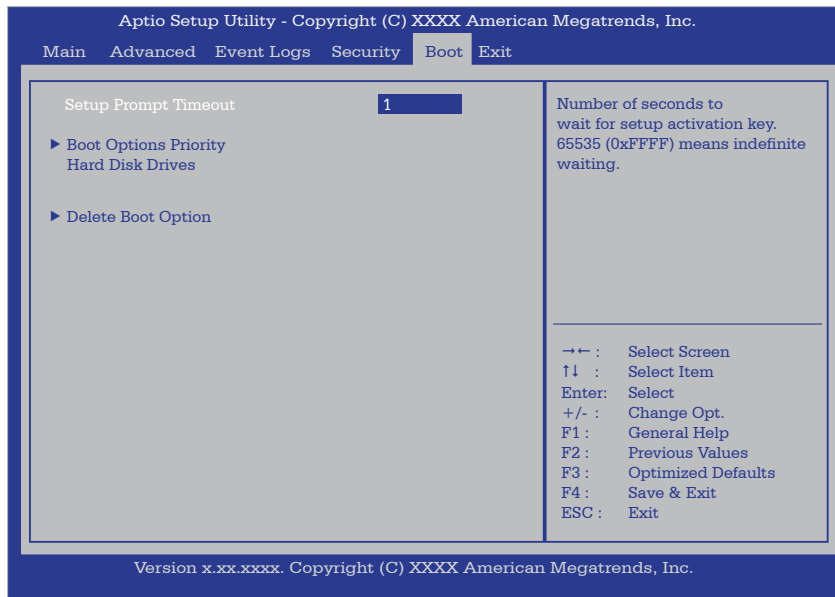 Aptio Setup Utility - Copyright (C) XXXX American Megatrends, Inc.
Main Advanced Event Logs Security Boot Exit
Setup Prompt Timeout 1
Boot Options Priority
Hard Disk Drives
Delete Boot Option
Number of seconds to
wait for setup activation key.
65535 (0xFFFF) means indefinite
waiting.
→← : Select Screen
↑↓ : Select Item
Enter: Select
+/- : Change Opt.
F1 : General Help
F2 : Previous Values
F3 : Optimized Defaults
F4 : Save & Exit
ESC : Exit
Version x.xx.xxxx. Copyright (C) XXXX American Megatrends, Inc.